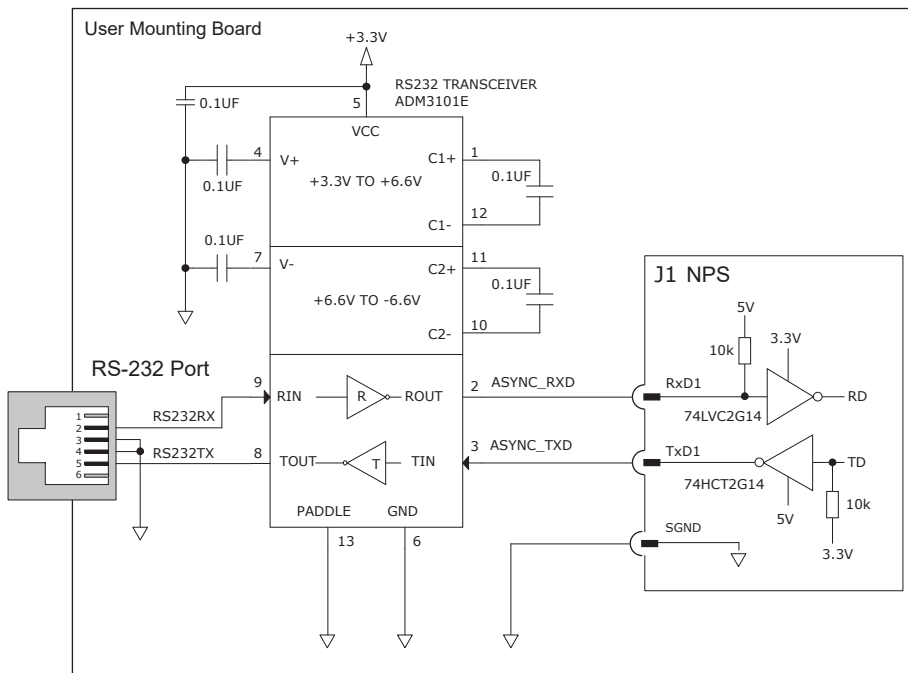 User Mounting Board
+3.3V
RS232 TRANSCEIVER
ADM3101E
0.1UF
5
VCC
4
V+
C1+
1
0.1UF
+3.3V TO +6.6V
0.1UF
C1-
12
0.1UF
7
V-
C2+
11
0.1UF
+6.6V TO -6.6V
C2-
10
J1 NPS
5V
10k
3.3V
RS-232 Port
9
RIN
R
ROUT
2
ASYNC_RXD
RxD1
RD
74LVC2G14
1
2
3
4
5
6
RS232RX
RS232TX
8
TOUT
T
TIN
3
ASYNC_TXD
TxD1
TD
74HCT2G14
5V
10k
3.3V
PADDLE
GND
13
6
SGND